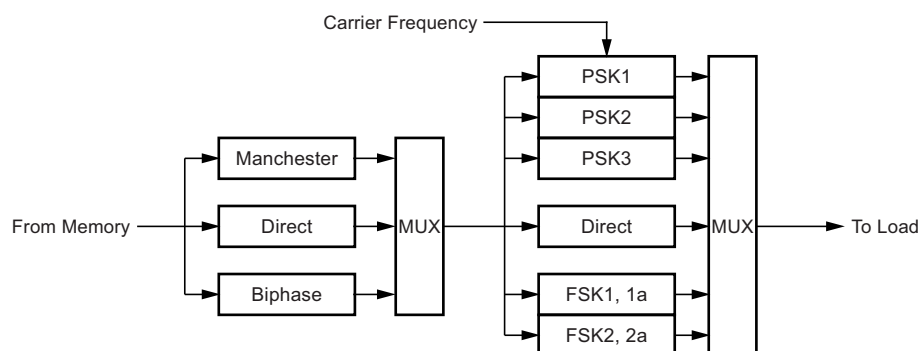 Carrier Frequency
PSK1
PSK2
PSK3
Manchester
From Memory
Direct
MUX
Direct
MUX
To Load
Biphase
FSK1, 1a
FSK2, 2a